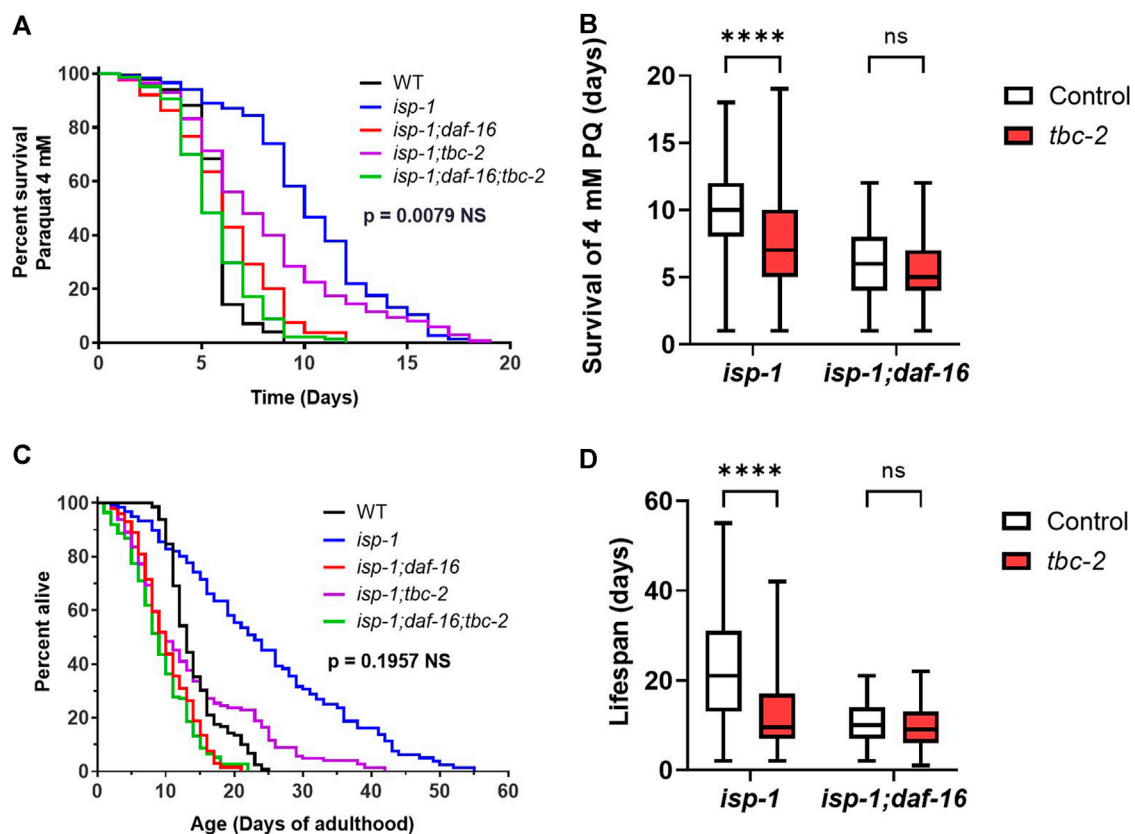 A
Percent survival
Paraquat 4 mM
100
80
60
40
20
0
0
5
10
15
20
Time (Days)
WT
isp-1
isp-1;daf-16
isp-1;tbc-2
isp-1;daf-16;tbc-2
p = 0.0079 NS
B
Survival of 4 mM PQ (days)
20
15
10
5
0
****
ns
isp-1
isp-1;daf-16
Control
tbc-2
C
Percent alive
100
80
60
40
20
0
0
10
20
30
40
50
60
Age (Days of adulthood)
WT
isp-1
isp-1;daf-16
isp-1;tbc-2
isp-1;daf-16;tbc-2
p = 0.1957 NS
D
Lifespan (days)
60
40
20
0
****
ns
isp-1
isp-1;daf-16
Control
tbc-2